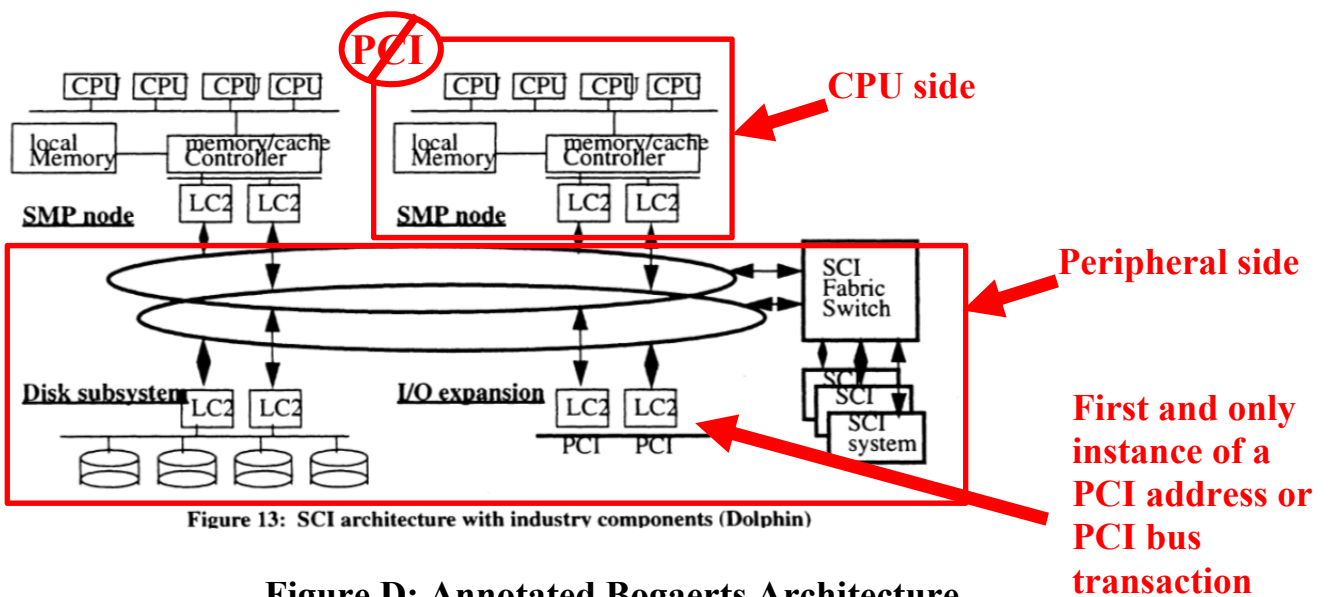 PCI
CPU CPU CPU CPU
CPU CPU CPU CPU
CPU side
local
Memory
memory/cache
Controller
local
Memory
memory/cache
Controller
LC2 LC2
LC2 LC2
SMP node
SMP node
Peripheral side
SCI
Fabric
Switch
Disk subsystem
I/O expansion
LC2 LC2
LC2 LC2
PCI PCI
SCI
SCI
SCI
system
First and only
instance of a
PCI address or
PCI bus
transaction
Figure 13: SCI architecture with industry components (Dolphin)
Figure D: Annotated Bogaerts Architecture